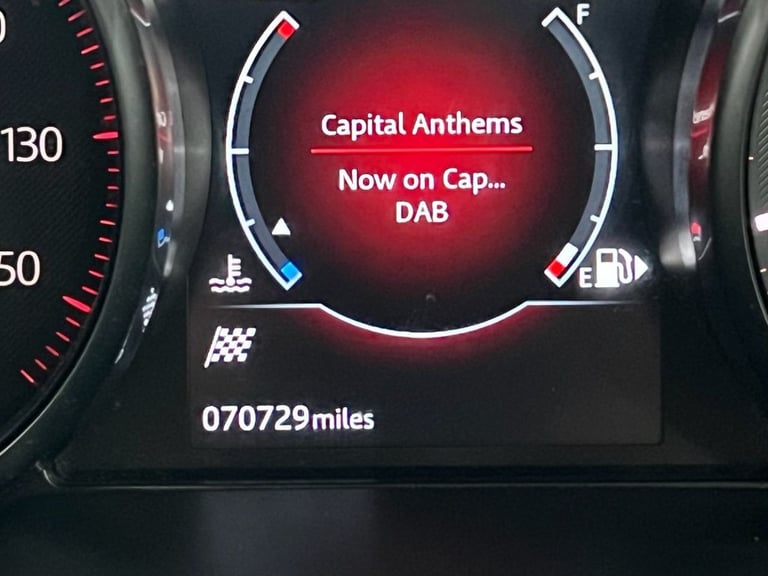 130
50
F
Capital Anthems
Now on Cap...
DAB
E
070729miles